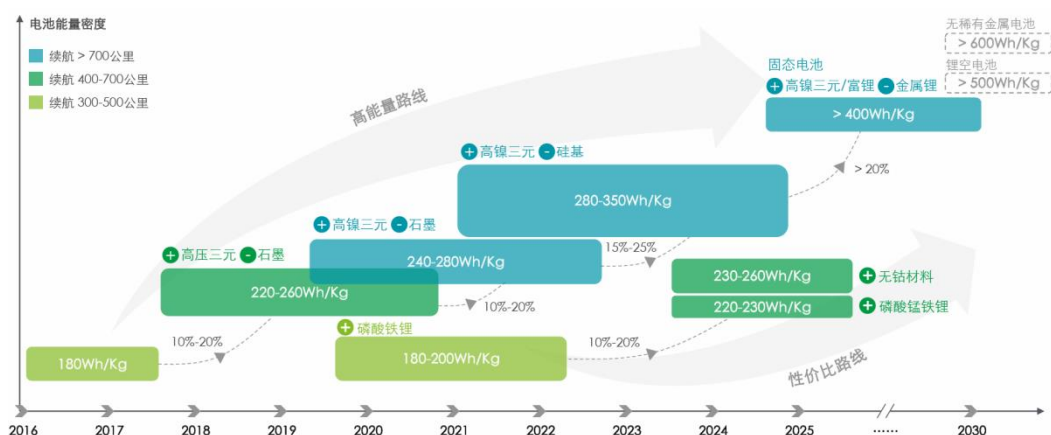 电池能量密度
续航 > 700公里
续航 400-700公里
续航 300-500公里
无稀有金属电池
> 600Wh/Kg
锂空电池
> 500Wh/Kg
固态电池
+ 高镍三元/富锂 - 金属锂
> 400Wh/Kg
高能量路线
+ 高镍三元 - 硅基
280-350Wh/Kg
> 20%
+ 高镍三元 - 石墨
240-280Wh/Kg
15%-25%
+ 高压三元 - 石墨
220-260Wh/Kg
10%-20%
230-260Wh/Kg
+ 无钴材料
220-230Wh/Kg
+ 磷酸锰铁锂
+ 磷酸铁锂
180-200Wh/Kg
10%-20%
180Wh/Kg
10%-20%
性价比路线
2016 2017 2018 2019 2020 2021 2022 2023 2024 2025 ...... 2030